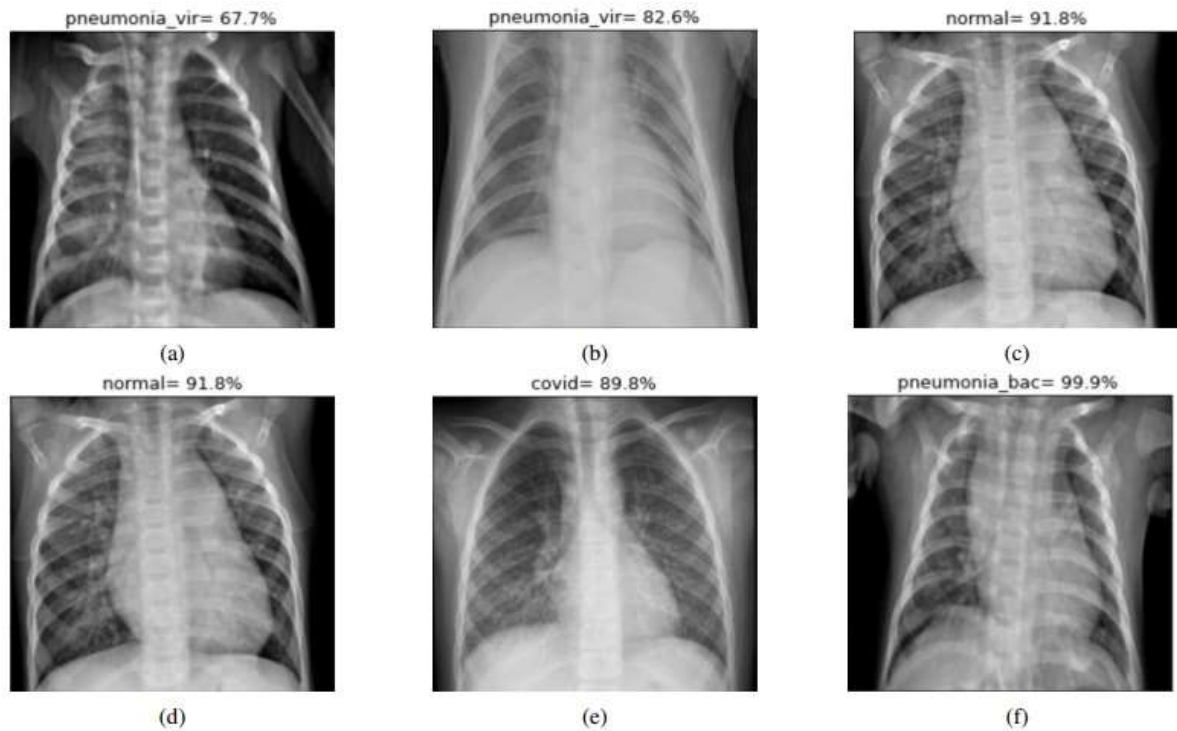 pneumonia_vir= 67.7%
pneumonia_vir= 82.6%
normal= 91.8%
(a)
(b)
(c)
normal= 91.8%
covid= 89.8%
pneumonia_bac= 99.9%
(d)
(e)
(f)